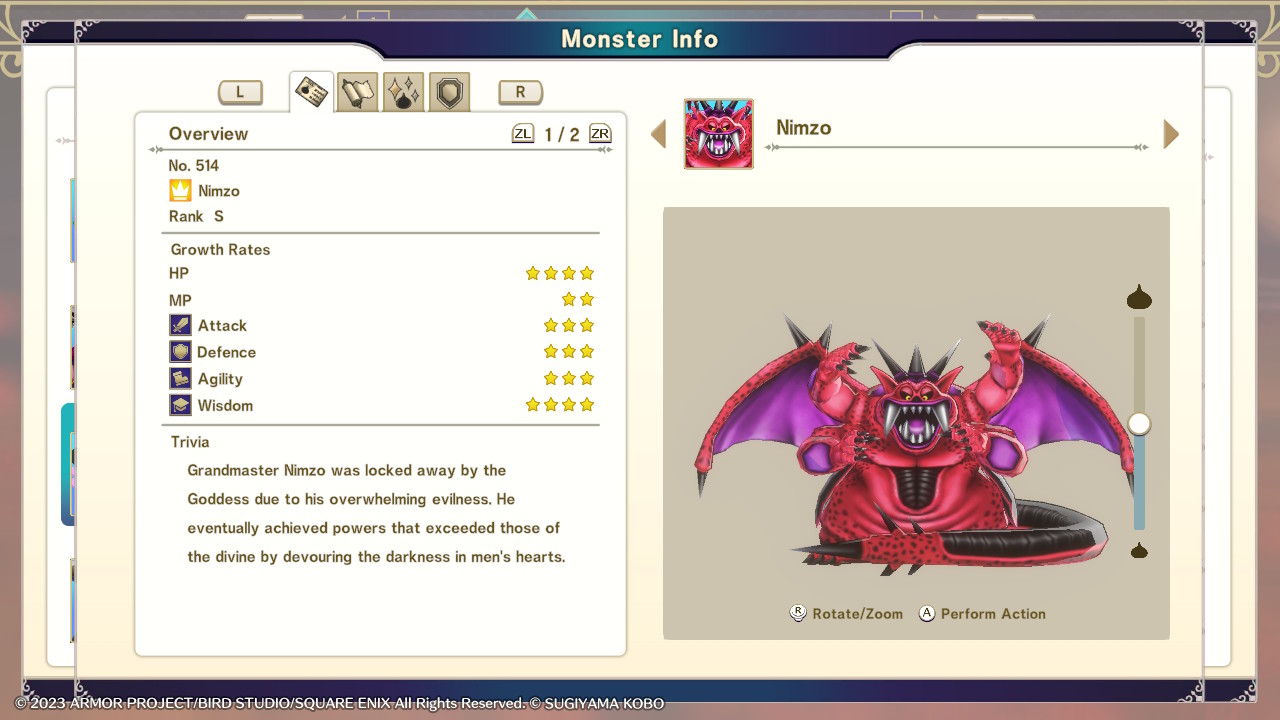 Monster Info
L
R
Overview
ZL 1 / 2 ZR
No. 514
Nimzo
Rank S
Growth Rates
HP
MP
Attack
Defence
Agility
Wisdom
Trivia
Grandmaster Nimzo was locked away by the
Goddess due to his overwhelming evilness. He
eventually achieved powers that exceeded those of
the divine by devouring the darkness in men's hearts.
Nimzo
R Rotate/Zoom A Perform Action
© 2023 ARMOR PROJECT/BIRD STUDIO/SQUARE ENIX All Rights Reserved. © SUGIYAMA KOBO